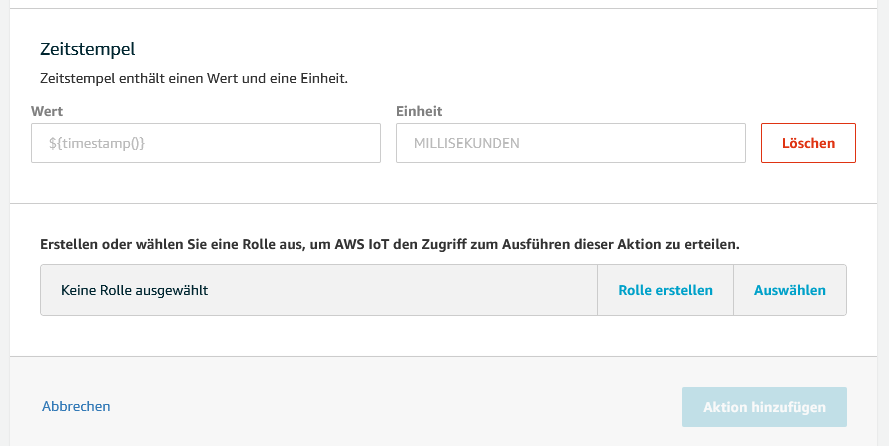 Zeitstempel
Zeitstempel enthält einen Wert und eine Einheit.
Wert Einheit
${timestamp()} MILLISEKUNDEN Löschen
Erstellen oder wählen Sie eine Rolle aus, um AWS IoT den Zugriff zum Ausführen dieser Aktion zu erteilen.
Keine Rolle ausgewählt Rolle erstellen Auswählen
Abbrechen Aktion hinzufügen